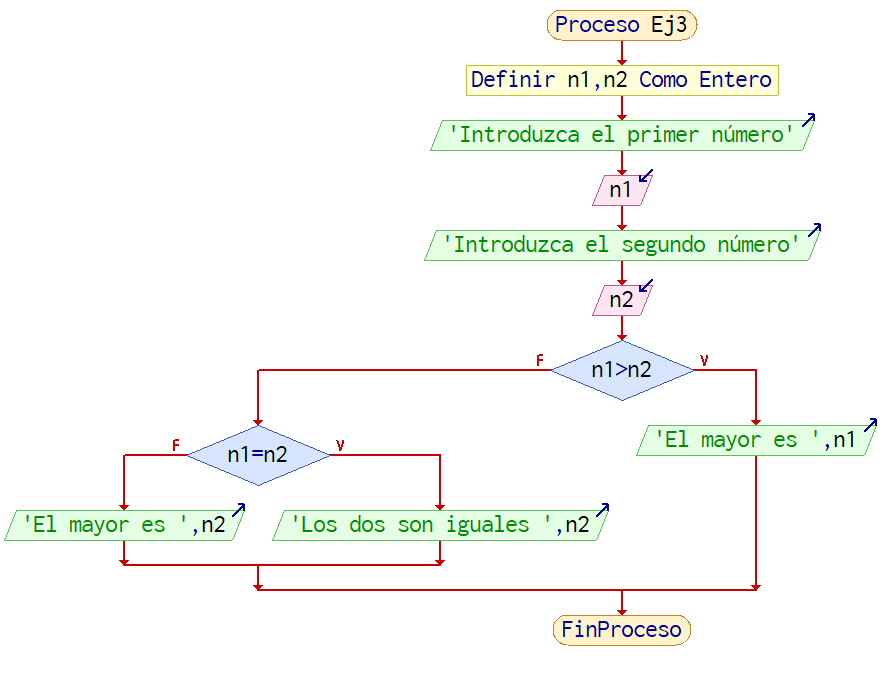 Proceso Ej3
Definir n1,n2 Como Entero
'Introduzca el primer número'
n1
'Introduzca el segundo número'
n2
n1>n2
F
V
'El mayor es ',n1
n1=n2
F
V
'El mayor es ',n2
'Los dos son iguales ',n2
FinProceso